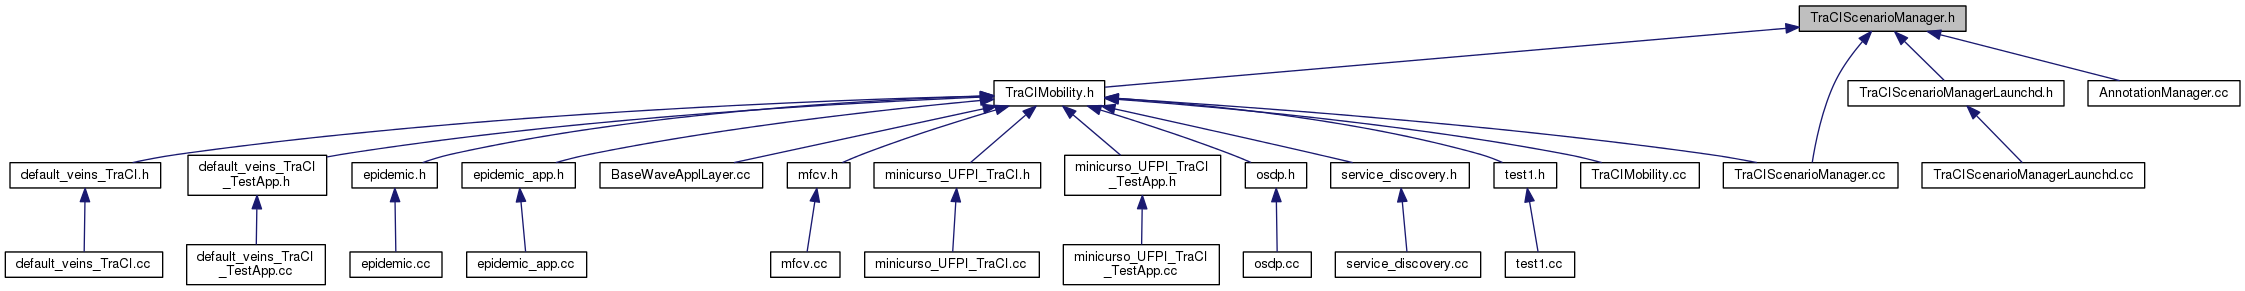 TraCIScenarioManager.h
TraCIMobility.h
TraCIScenarioManagerLaunchd.h
AnnotationManager.cc
default_veins_TraCI.h
default_veins_TraCI
_TestApp.h
epidemic.h
epidemic_app.h
BaseWaveApplLayer.cc
mfcv.h
minicurso_UFPI_TraCI.h
minicurso_UFPI_TraCI
_TestApp.h
osdp.h
service_discovery.h
test1.h
TraCIMobility.cc
TraCIScenarioManager.cc
TraCIScenarioManagerLaunchd.cc
default_veins_TraCI.cc
default_veins_TraCI
_TestApp.cc
epidemic.cc
epidemic_app.cc
mfcv.cc
minicurso_UFPI_TraCI.cc
minicurso_UFPI_TraCI
_TestApp.cc
osdp.cc
service_discovery.cc
test1.cc